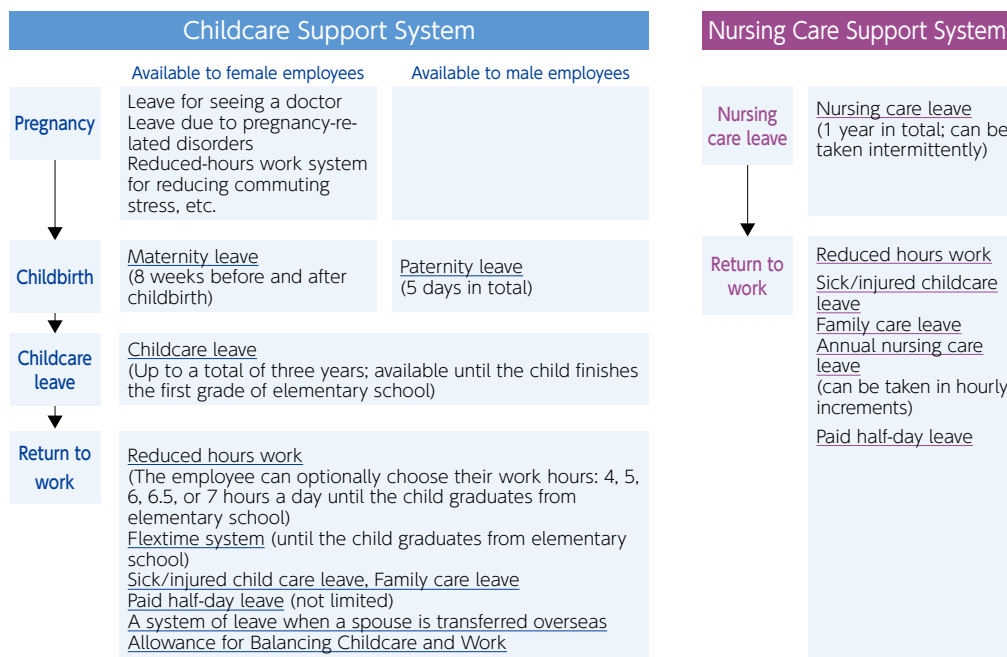 Childcare Support System
Available to female employees
Available to male employees
Pregnancy
Leave for seeing a doctor
Leave due to pregnancy-re-
lated disorders
Reduced-hours work system
for reducing commuting
stress, etc.
Childbirth
Maternity leave
(8 weeks before and after
childbirth)
Paternity leave
(5 days in total)
Childcare
leave
Childcare leave
(Up to a total of three years; available until the child finishes
the first grade of elementary school)
Return to
work
Reduced hours work
(The employee can optionally choose their work hours: 4, 5,
6, 6.5, or 7 hours a day until the child graduates from
elementary school)
Flextime system (until the child graduates from elementary
school)
Sick/injured child care leave, Family care leave
Paid half-day leave (not limited)
A system of leave when a spouse is transferred overseas
Allowance for Balancing Childcare and Work
Nursing Care Support System
Nursing
care leave
Nursing care leave
(1 year in total; can be
taken intermittently)
Return to
work
Reduced hours work
Sick/injured childcare
leave
Family care leave
Annual nursing care
leave
(can be taken in hourly
increments)
Paid half-day leave